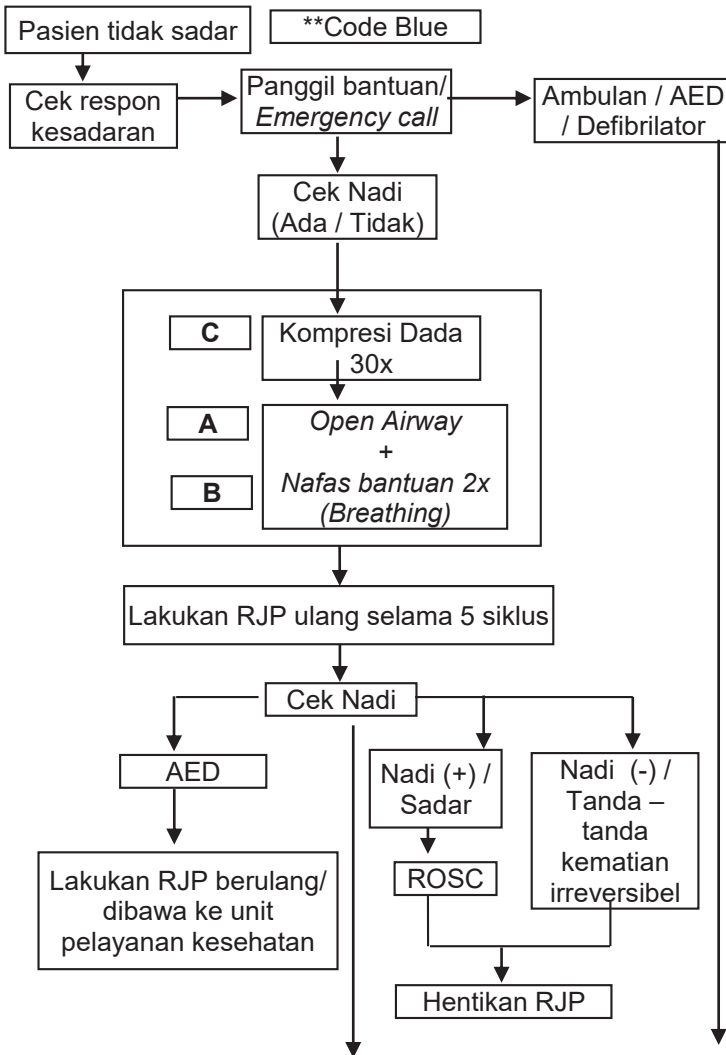 Pasien tidak sadar
**Code Blue
Cek respon
kesadaran
Panggil bantuan/
Emergency call
Ambulan / AED
/ Defibrilator
Cek Nadi
(Ada / Tidak)
C
Kompresi Dada
30x
A
Open Airway
+
B
Nafas bantuan 2x
(Breathing)
Lakukan RJP ulang selama 5 siklus
Cek Nadi
AED
Nadi (+) /
Sadar
Nadi (-) /
Tanda –
tanda
kematian
irreversibel
Lakukan RJP berulang/
dibawa ke unit
pelayanan kesehatan
ROSC
Hentikan RJP